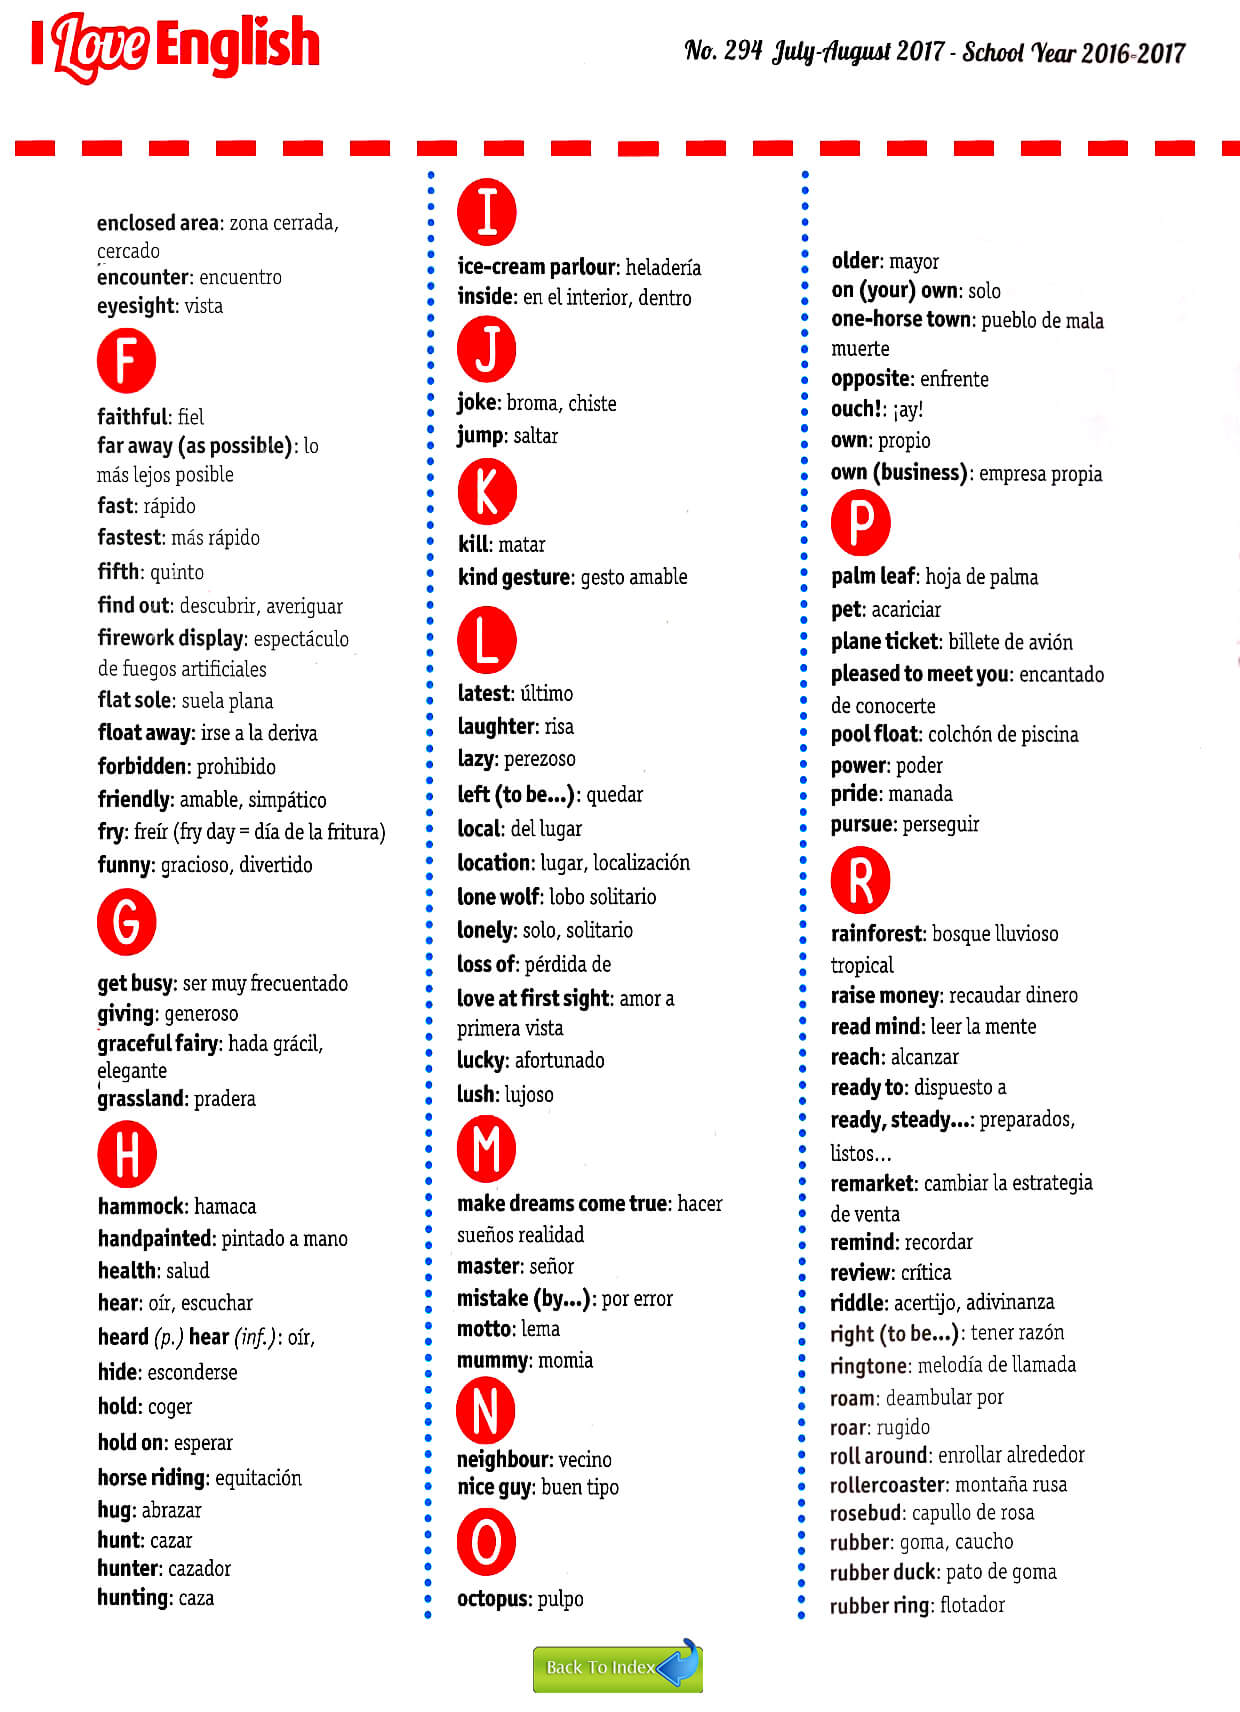 I Love English
No. 294 July-August 2017 - School Year 2016-2017
enclosed area: zona cerrada,
cercado
encounter: encuentro
eyesight: vista
F
faithful: fiel
far away (as possible): lo
más lejos posible
fast: rápido
fastest: más rápido
fifth: quinto
find out: descubrir, averiguar
firework display: espectáculo
de fuegos artificiales
flat sole: suela plana
float away: irse a la deriva
forbidden: prohibido
friendly: amable, simpático
fry: freír (fry day = día de la fritura)
funny: gracioso, divertido
G
get busy: ser muy frecuentado
giving: generoso
graceful fairy: hada grácil,
elegante
grassland: pradera
H
hammock: hamaca
handpainted: pintado a mano
health: salud
hear: oír, escuchar
heard (p.) hear (inf.): oír,
hide: esconderse
hold: coger
hold on: esperar
horse riding: equitación
hug: abrazar
hunt: cazar
hunter: cazador
hunting: caza
I
ice-cream parlour: heladería
inside: en el interior, dentro
J
joke: broma, chiste
jump: saltar
K
kill: matar
kind gesture: gesto amable
L
latest: último
laughter: risa
lazy: perezoso
left (to be...): quedar
local: del lugar
location: lugar, localización
lone wolf: lobo solitario
lonely: solo, solitario
loss of: pérdida de
love at first sight: amor a
primera vista
lucky: afortunado
lush: lujoso
M
make dreams come true: hacer
sueños realidad
master: señor
mistake (by...): por error
motto: lema
mummy: momia
N
neighbour: vecino
nice guy: buen tipo
O
octopus: pulpo
older: mayor
on (your) own: solo
one-horse town: pueblo de mala
muerte
opposite: enfrente
ouch!: ¡ay!
own: propio
own (business): empresa propia
P
palm leaf: hoja de palma
pet: acariciar
plane ticket: billete de avión
pleased to meet you: encantado
de conocerte
pool float: colchón de piscina
power: poder
pride: manada
pursue: perseguir
R
rainforest: bosque lluvioso
tropical
raise money: recaudar dinero
read mind: leer la mente
reach: alcanzar
ready to: dispuesto a
ready, steady...: preparados,
listos...
remarket: cambiar la estrategia
de venta
remind: recordar
review: crítica
riddle: acertijo, adivinanza
right (to be...): tener razón
ringtone: melodía de llamada
roam: deambular por
roar: rugido
roll around: enrollar alrededor
rollercoaster: montaña rusa
rosebud: capullo de rosa
rubber: goma, caucho
rubber duck: pato de goma
rubber ring: flotador
Back To Index